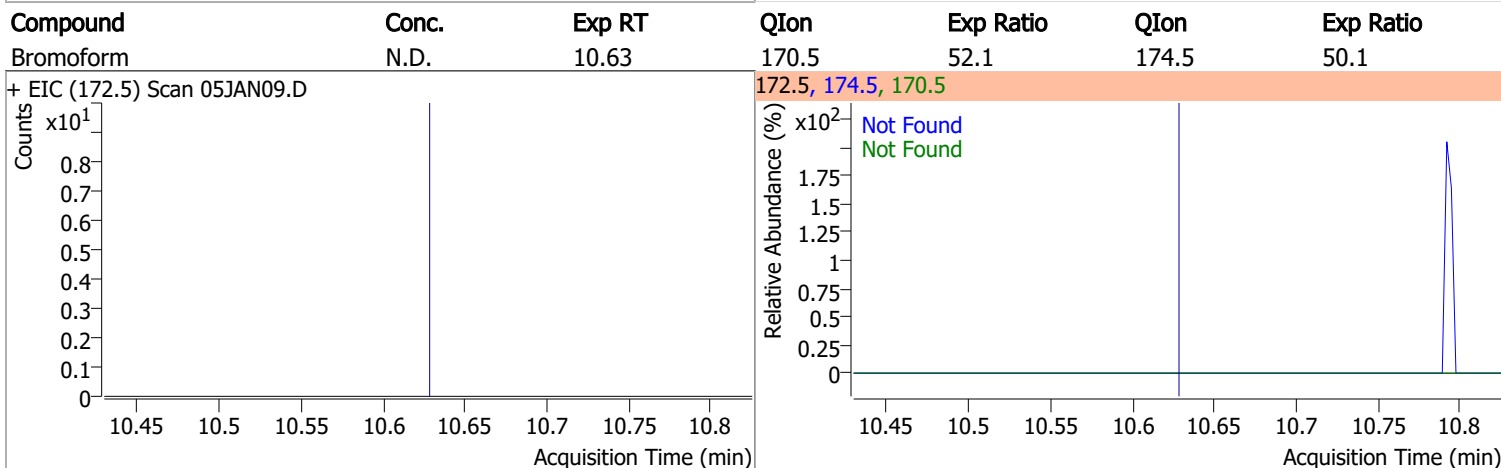 Compound Conc. Exp RT QIon Exp Ratio QIon Exp Ratio
Bromoform N.D. 10.63 170.5 52.1 174.5 50.1
+ EIC (172.5) Scan 05JAN09.D
Counts
x10¹
0.8
0.7
0.6
0.5
0.4
0.3
0.2
0.1
0
10.45 10.5 10.55 10.6 10.65 10.7 10.75 10.8
Acquisition Time (min)
172.5, 174.5, 170.5
Relative Abundance (%)
x10²
Not Found
Not Found
1.75
1.5
1.25
1
0.75
0.5
0.25
0
10.45 10.5 10.55 10.6 10.65 10.7 10.75 10.8
Acquisition Time (min)